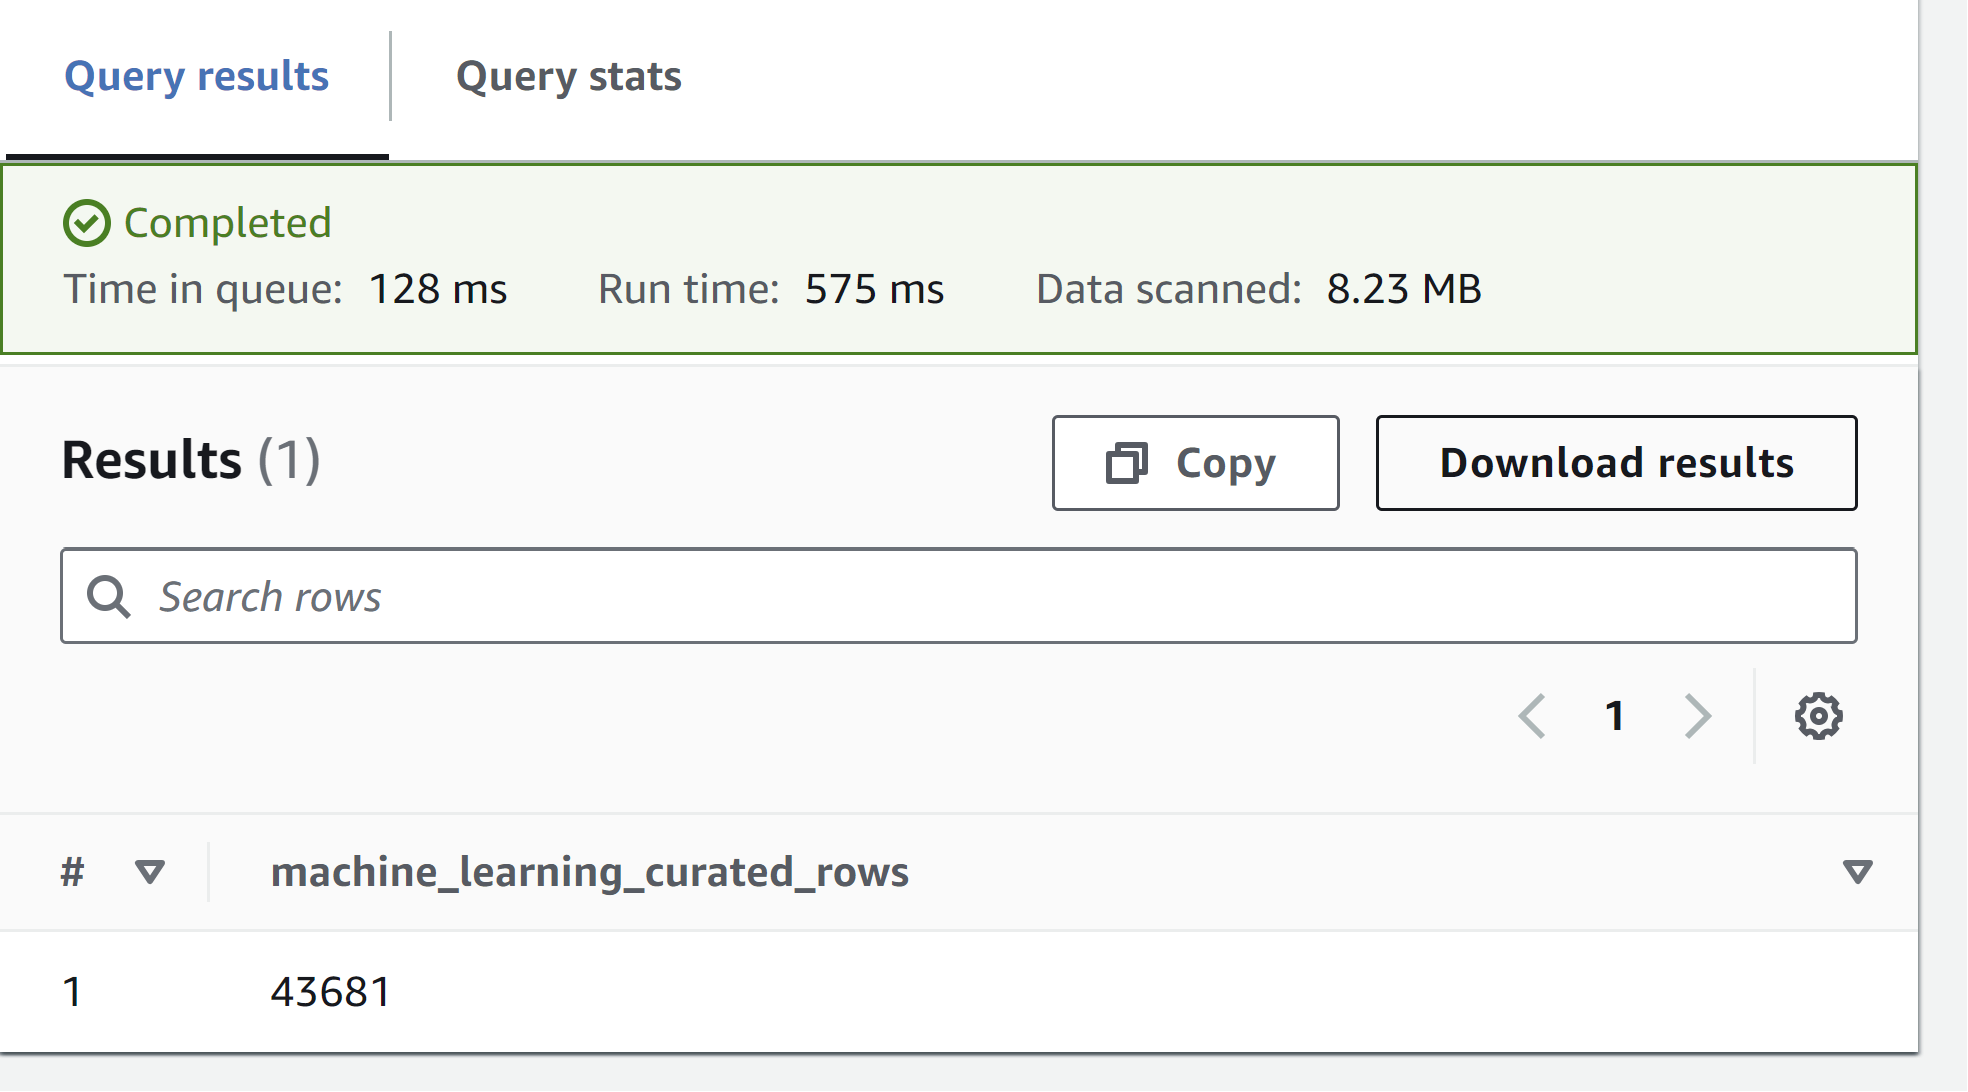 Query results Query stats
Completed
Time in queue: 128 ms Run time: 575 ms Data scanned: 8.23 MB
Results (1) Copy Download results
Search rows
1
# machine_learning_curated_rows
1 43681